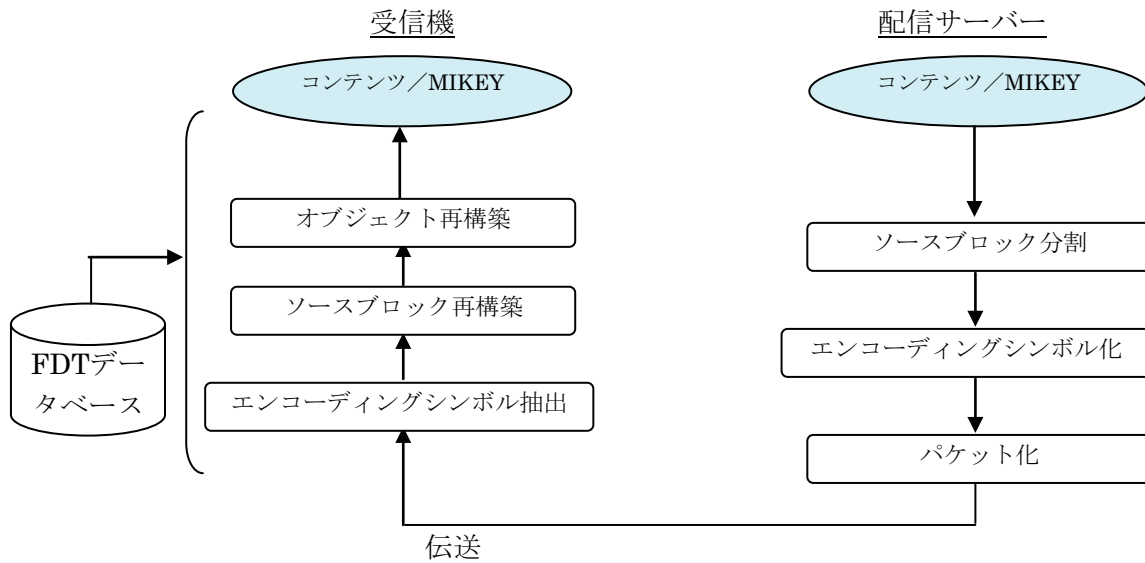 受信機
配信サーバー
コンテンツ／MIKEY
コンテンツ／MIKEY
オブジェクト再構築
ソースブロック分割
ソースブロック再構築
エンコーディングシンボル化
FDTデー
タベース
エンコーディングシンボル抽出
パケット化
伝送